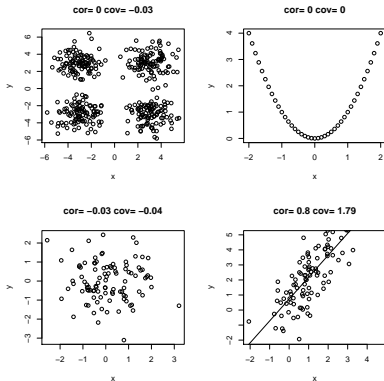 cor= 0 cov= −0.03
y
−6 −4 −2 0 2 4 6
−6 −4 −2 0 2 4
x
cor= 0 cov= 0
y
0 1 2 3 4
−2 −1 0 1 2
x
cor= −0.03 cov= −0.04
y
−3 −2 −1 0 1 2
−2 −1 0 1 2 3
x
cor= 0.8 cov= 1.79
y
−2 0 1 2 3 4 5
−2 −1 0 1 2 3 4
x